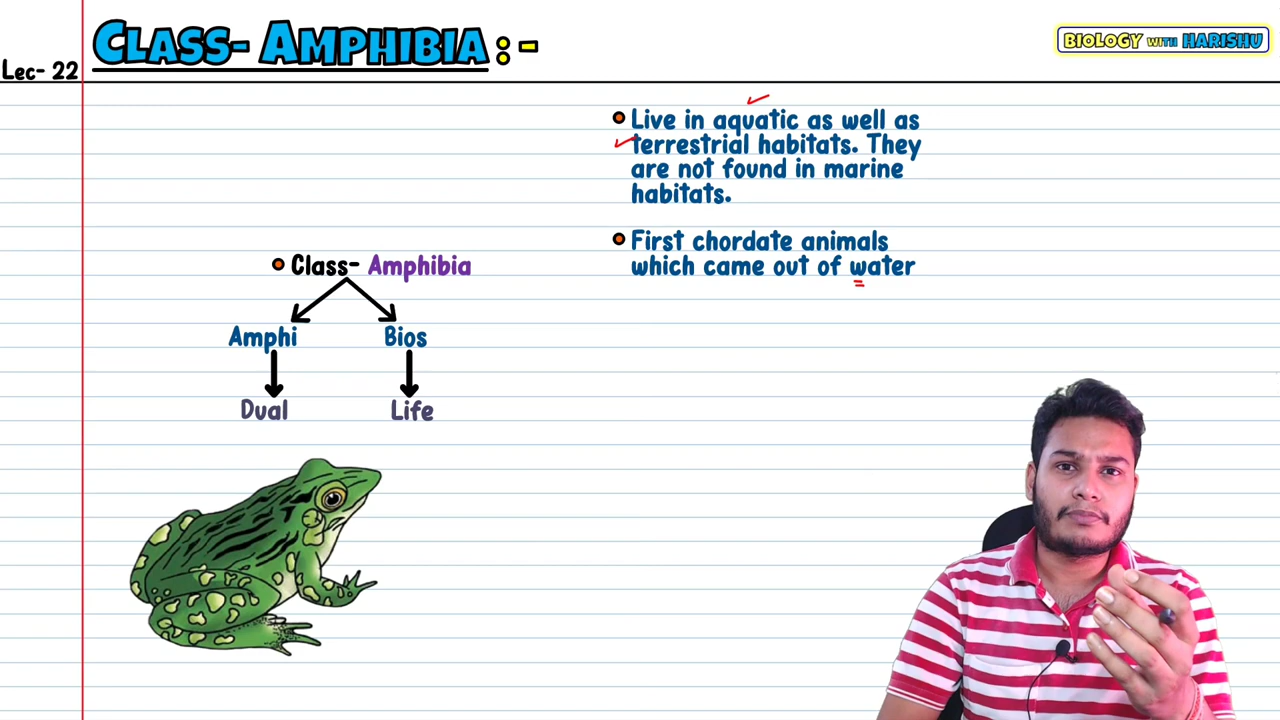 CLASS- AMPHIBIA :-
BIOLOGY WITH HARISHU
Lec- 22
Live in aquatic as well as
terrestrial habitats. They
are not found in marine
habitats.
First chordate animals
which came out of water
Class- Amphibia
Amphi Bios
Dual Life